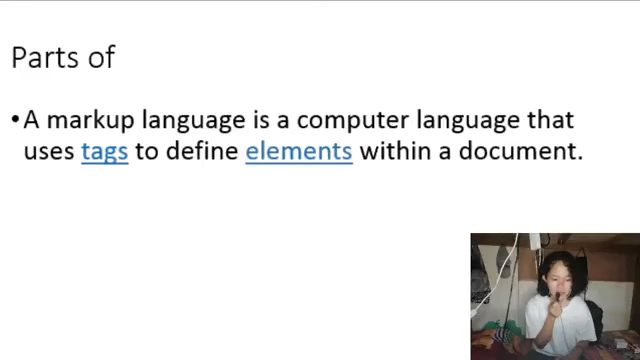 Parts of
•A markup language is a computer language that
uses tags to define elements within a document.